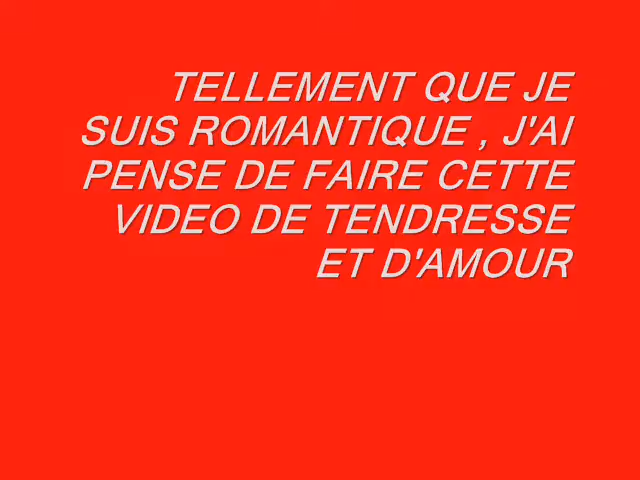 TELLEMENT QUE JE
SUIS ROMANTIQUE , J'AI
PENSE DE FAIRE CETTE
VIDEO DE TENDRESSE
ET D'AMOUR